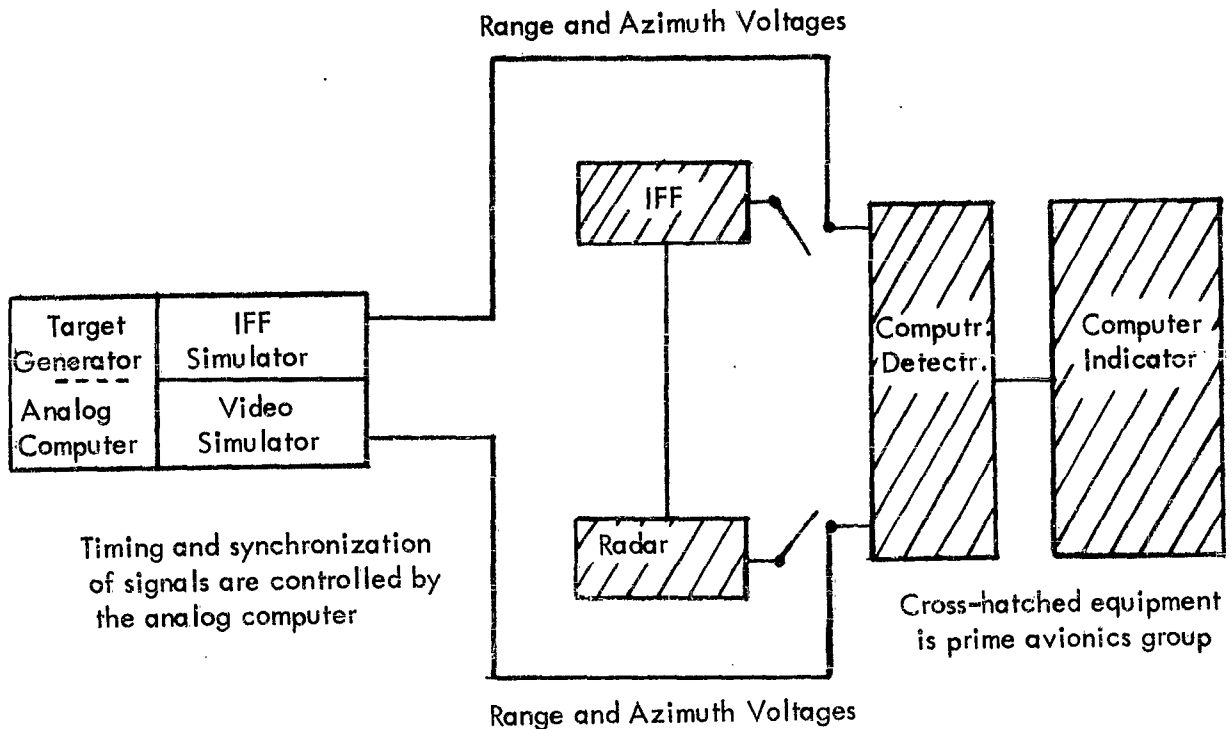 Range and Azimuth Voltages
IFF
Target
Generator
Analog
Computer
IFF
Simulator
Video
Simulator
Computr.
Detectr.
Computer
Indicator
Radar
Timing and synchronization
of signals are controlled by
the analog computer
Cross-hatched equipment
is prime avionics group
Range and Azimuth Voltages